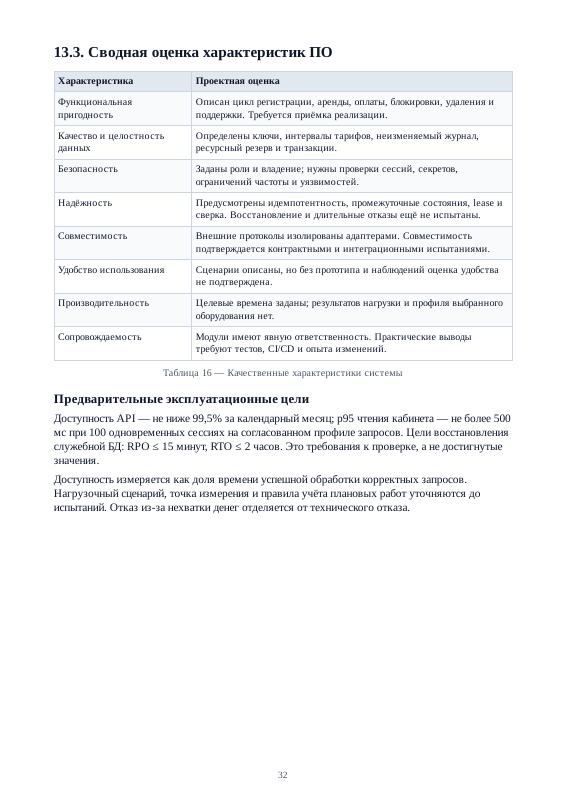 13.3. Сводная оценка характеристик ПО
Характеристика
Проектная оценка
Функциональная
пригодность
Описан цикл регистрации, аренды, оплаты, блокировки, удаления и
поддержки. Требуется приёмка реализации.
Качество и целостность
данных
Определены ключи, интервалы тарифов, неизменяемый журнал,
ресурсный резерв и транзакции.
Безопасность
Заданы роли и владение; нужны проверки сессий, секретов,
ограничений частоты и уязвимостей.
Надёжность
Предусмотрены идемпотентность, промежуточные состояния, lease и
сверка. Восстановление и длительные отказы ещё не испытаны.
Совместимость
Внешние протоколы изолированы адаптерами. Совместимость
подтверждается контрактными и интеграционными испытаниями.
Удобство использования
Сценарии описаны, но без прототипа и наблюдений оценка удобства
не подтверждена.
Производительность
Целевые времена заданы; результатов нагрузки и профиля выбранного
оборудования нет.
Сопровождаемость
Модули имеют явную ответственность. Практические выводы
требуют тестов, CI/CD и опыта изменений.
Таблица 16 — Качественные характеристики системы
Предварительные эксплуатационные цели
Доступность API — не ниже 99,5% за календарный месяц; p95 чтения кабинета — не более 500
мс при 100 одновременных сессиях на согласованном профиле запросов. Цели восстановления
служебной БД: RPO ≤ 15 минут, RTO ≤ 2 часов. Это требования к проверке, а не достигнутые
значения.
Доступность измеряется как доля времени успешной обработки корректных запросов.
Нагрузочный сценарий, точка измерения и правила учёта плановых работ уточняются до
испытаний. Отказ из-за нехватки денег отделяется от технического отказа.
32